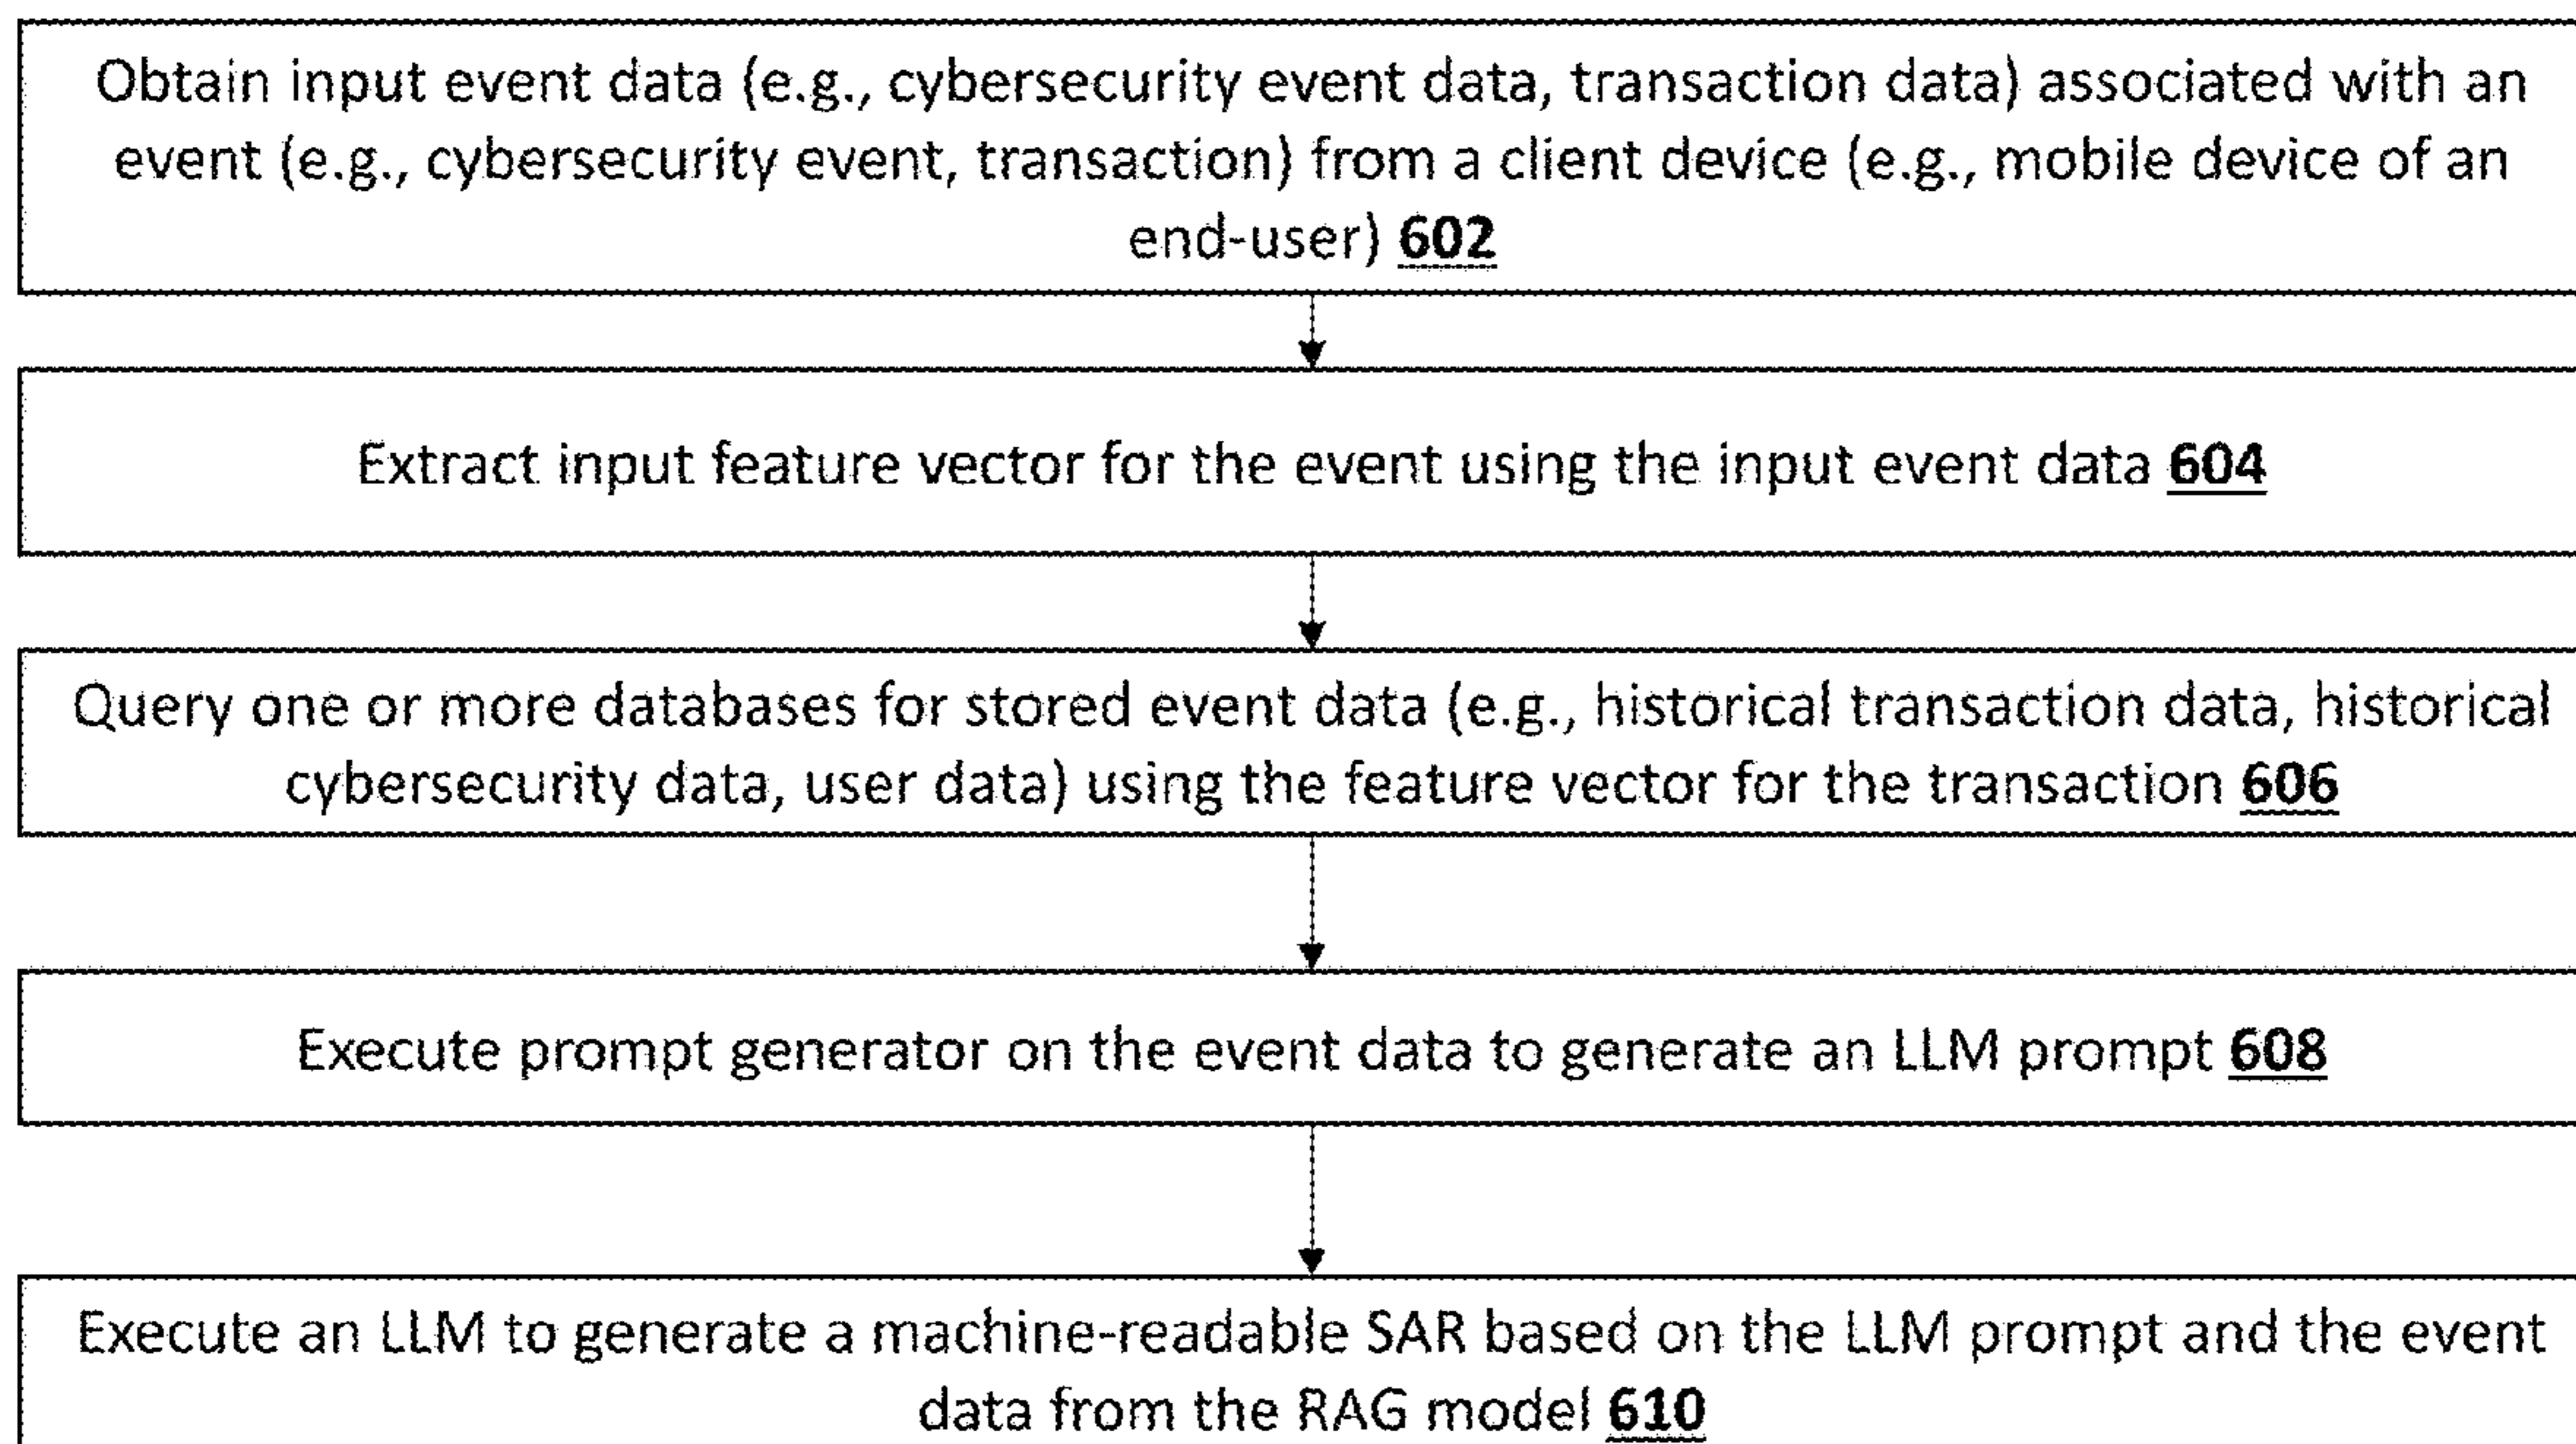 Obtain input event data (e.g., cybersecurity event data, transaction data) associated with an
event (e.g., cybersecurity event, transaction) from a client device (e.g., mobile device of an
end-user) 602
Extract input feature vector for the event using the input event data 604
Query one or more databases for stored event data (e.g., historical transaction data, historical
cybersecurity data, user data) using the feature vector for the transaction 606
Execute prompt generator on the event data to generate an LLM prompt 608
Execute an LLM to generate a machine-readable SAR based on the LLM prompt and the event
data from the RAG model 610